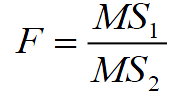 F = MS₁ / MS₂